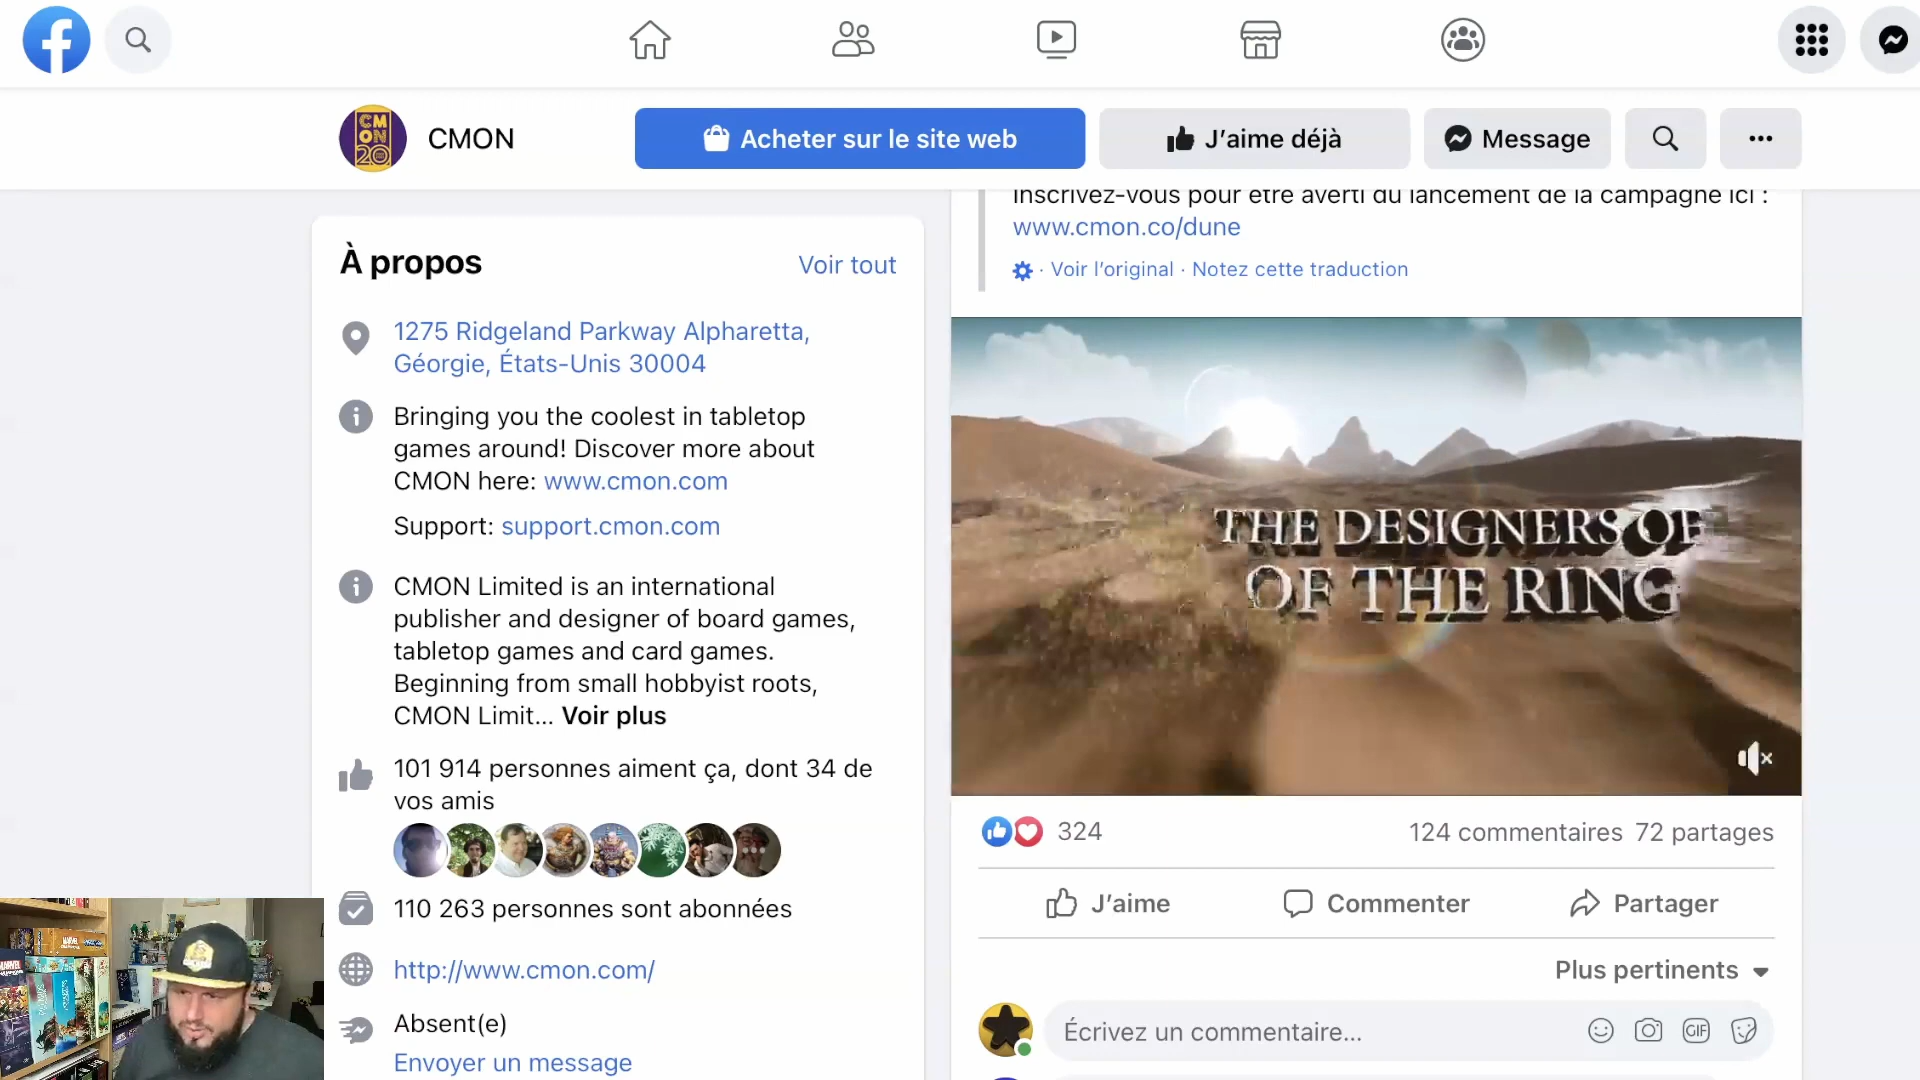 CMON
20
CMON
Acheter sur le site web
J'aime déjà
Message
Inscrivez-vous pour être averti du lancement de la campagne ici :
www.cmon.co/dune
· Voir l'original · Notez cette traduction
À propos
Voir tout
1275 Ridgeland Parkway Alpharetta,
Géorgie, États-Unis 30004
Bringing you the coolest in tabletop
games around! Discover more about
CMON here: www.cmon.com
Support: support.cmon.com
CMON Limited is an international
publisher and designer of board games,
tabletop games and card games.
Beginning from small hobbyist roots,
CMON Limit... Voir plus
101 914 personnes aiment ça, dont 34 de
vos amis
110 263 personnes sont abonnées
http://www.cmon.com/
Absent(e)
Envoyer un message
THE DESIGNERS OF
OF THE RING
324
124 commentaires 72 partages
J'aime
Commenter
Partager
Plus pertinents
Écrivez un commentaire...
GIF
MARVEL
MARVEL